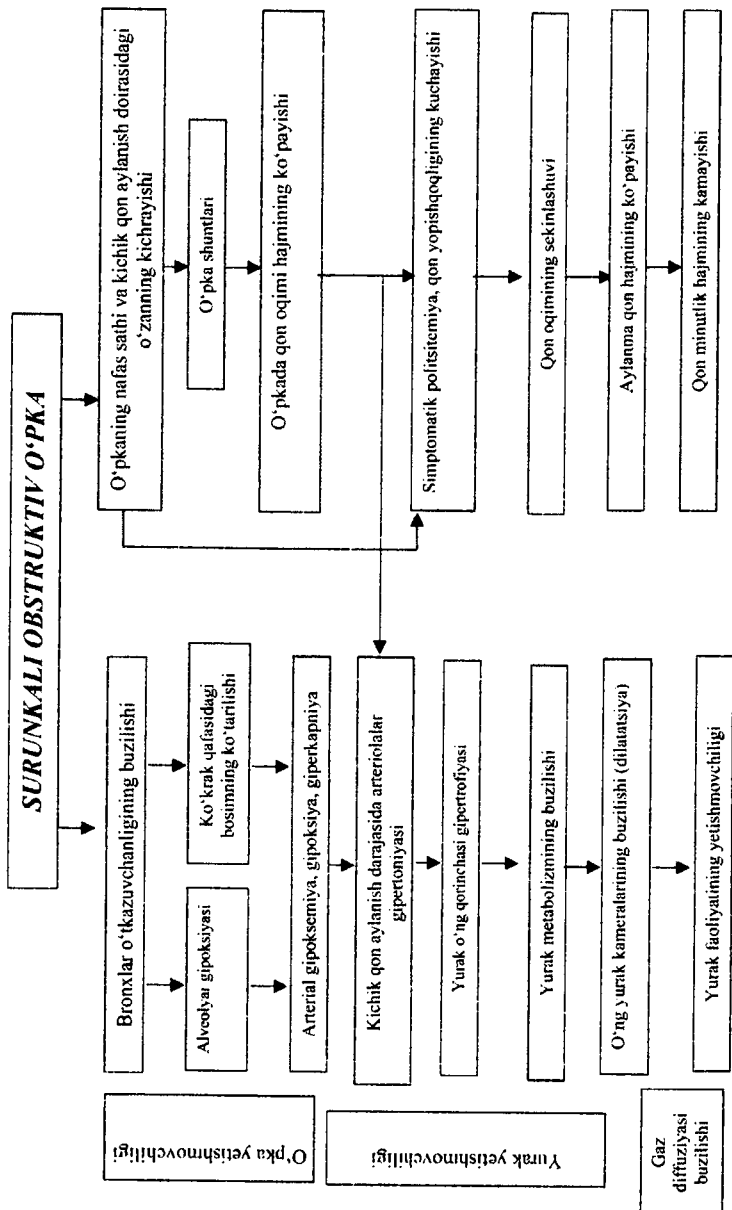 SURUNKALI OBSTRUKTIV O‘PKA
Bronxlar o‘tkazuvchanligining buzilishi
Alveolyar gipoksiyasi
Ko‘krak qafasidagi
bosimning ko‘tarilishi
Arterial gipoksemiya, gipoksiya, giperkapniya
Kichik qon aylanish darajasida arteriolalar
gipertoniyasi
Yurak o‘ng qorinchasi gipertrofiyasi
Yurak metabolizmining buzilishi
O‘ng yurak kameralarining buzilishi (dilatatsiya)
Yurak faoliyatining yetishmovchiligi
O‘pkaning nafas sathi va kichik qon aylanish doirasidagi
o‘zanning kichrayishi
O‘pka shuntlari
O‘pkada qon oqimi hajmining ko‘payishi
Simptomatik politsitemiya, qon yopishqoqligining kuchayishi
Qon oqimining sekinlashuvi
Aylanma qon hajmining ko‘payishi
Qon minutlik hajmining kamayishi
O‘pka yetishmovchiligi
Yurak yetishmovchiligi
Gaz
diffuziyasi
buzilishi